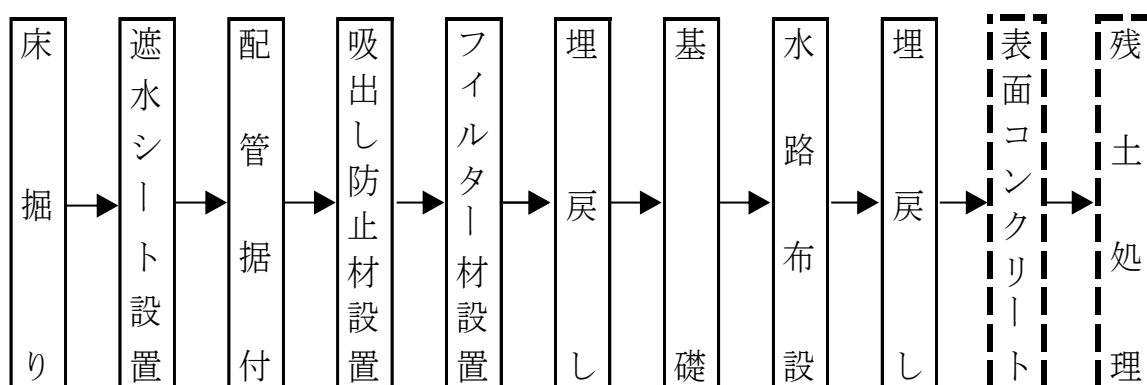 床掘り
遮水シート設置
配管据付
吸出し防止材設置
フィルター材設置
埋戻し
基礎
水路布設
埋戻し
表面コンクリート
残土処理